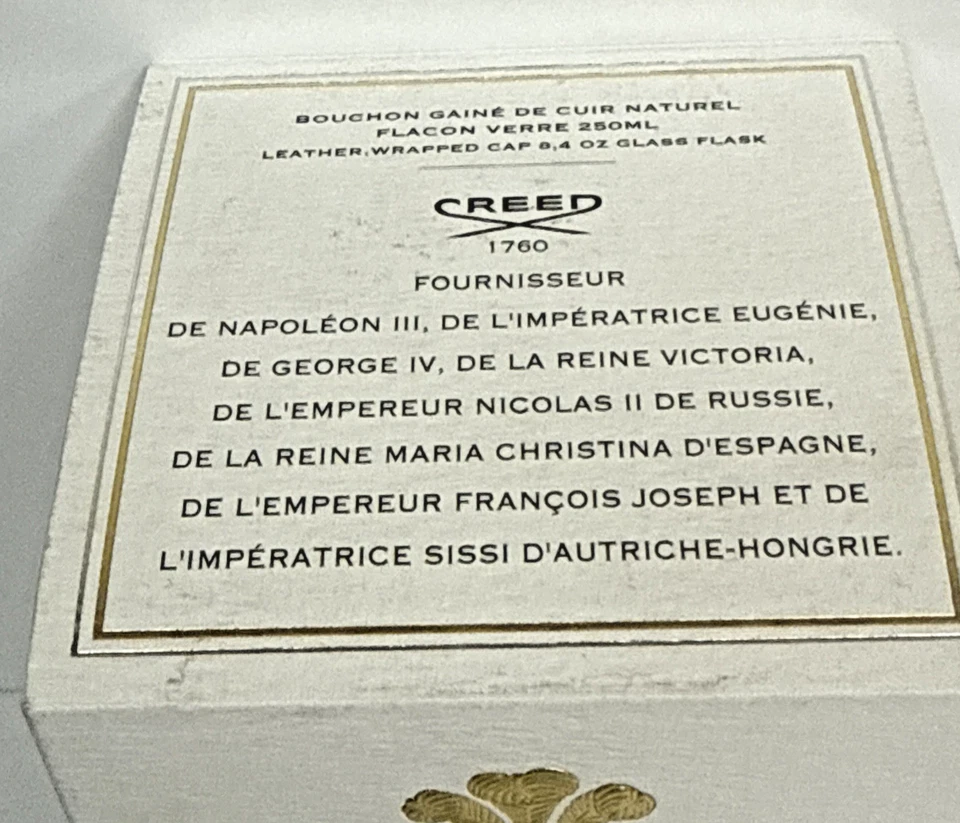 BOUCHON GAINÉ DE CUIR NATUREL
FLACON VERRE 250ML
LEATHER,WRAPPED CAP 8,4 OZ GLASS FLASK
CREED
1760
FOURNISSEUR
DE NAPOLÉON III, DE L'IMPÉRATRICE EUGÉNIE,
DE GEORGE IV, DE LA REINE VICTORIA,
DE L'EMPEREUR NICOLAS II DE RUSSIE,
DE LA REINE MARIA CHRISTINA D'ESPAGNE,
DE L'EMPEREUR FRANÇOIS JOSEPH ET DE
L'IMPÉRATRICE SISSI D'AUTRICHE-HONGRIE.